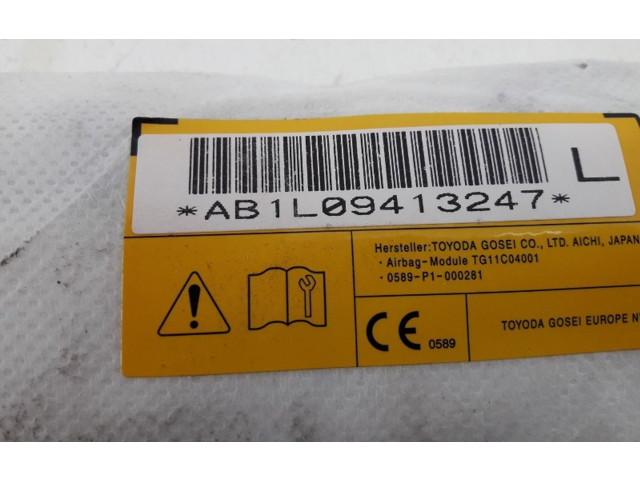 *AB1L09413247*
L
Hersteller:TOYODA GOSEI CO., LTD. AICHI, JAPAN
· Airbag-Module TG11C04001
· 0589-P1-000281
CE 0589
TOYODA GOSEI EUROPE